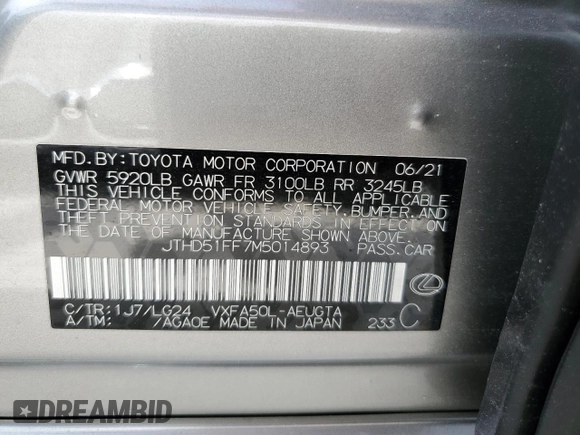 MFD.BY:TOYOTA MOTOR CORPORATION 06/21
GVWR 5920LB GAWR FR 3100LB RR 3245LB
THIS VEHICLE CONFORMS TO ALL APPLICABLE
FEDERAL MOTOR VEHICLE SAFETY,BUMPER,AND
THEFT PREVENTION STANDARDS IN EFFECT ON
THE DATE OF MANUFACTURE SHOWN ABOVE.
JTHD51FF7M5014893 PASS.CAR
C/TR:1J7/LG24 VXFA50L-AEUGTA
A/TM: /AGA0E MADE IN JAPAN 233 C
DREAMBID